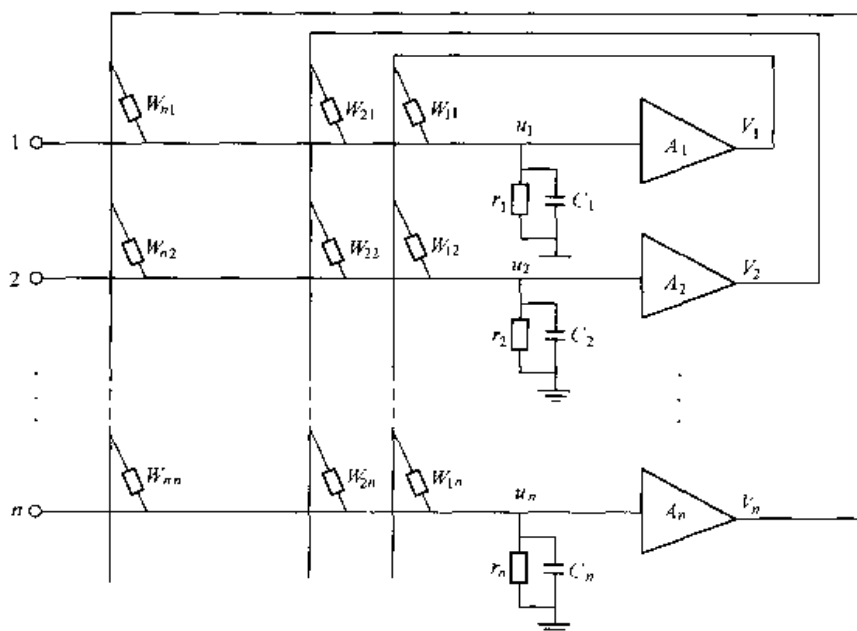 W_{n1} W_{21} W_{11}
1 u_1 A_1 V_1
r_1 C_1
W_{n2} W_{22} W_{12}
2 u_2 A_2 V_2
r_2 C_2
W_{nn} W_{2n} W_{1n}
n u_n A_n V_n
r_n C_n